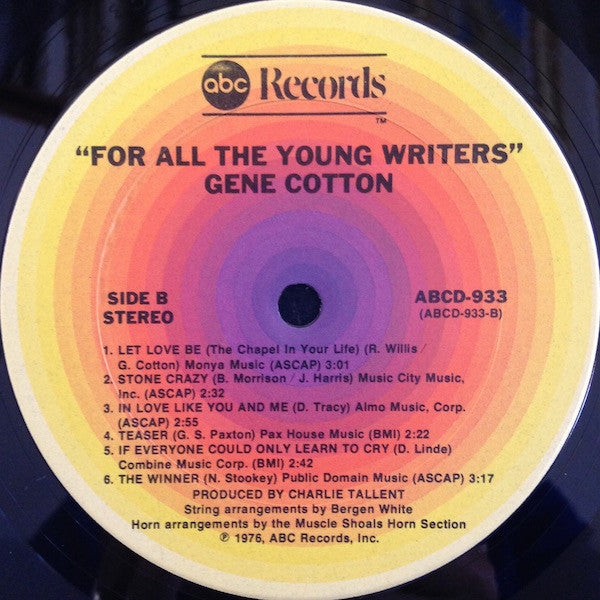 abc Records
TM
"FOR ALL THE YOUNG WRITERS"
GENE COTTON
SIDE B
STEREO
ABCD-933
(ABCD-933-B)
1. LET LOVE BE (The Chapel In Your Life) (R. Willis /
G. Cotton) Monya Music (ASCAP) 3:01
2. STONE CRAZY (B. Morrison / J. Harris) Music City Music,
Inc. (ASCAP) 2:32
3. IN LOVE LIKE YOU AND ME (D. Tracy) Almo Music, Corp.
(ASCAP) 2:55
4. TEASER (G. S. Paxton) Pax House Music (BMI) 2:22
5. IF EVERYONE COULD ONLY LEARN TO CRY (D. Linde)
Combine Music Corp. (BMI) 2:42
6. THE WINNER (N. Stookey) Public Domain Music (ASCAP) 3:17
PRODUCED BY CHARLIE TALLENT
String arrangements by Bergen White
Horn arrangements by the Muscle Shoals Horn Section
℗ 1976, ABC Records, Inc.